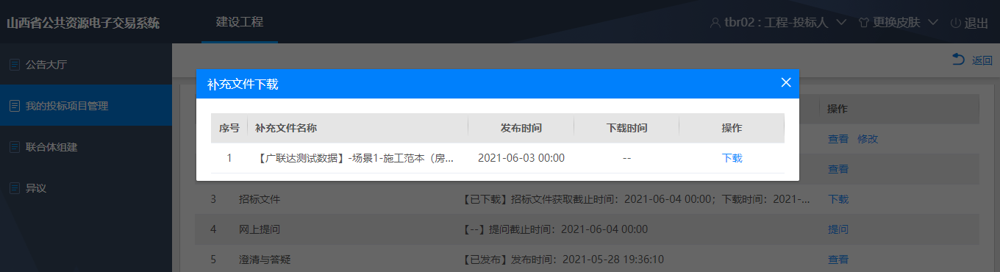 山西省公共资源电子交易系统
建设工程
tbr02 : 工程-投标人
更换皮肤
退出
公告大厅
返回
补充文件下载
我的投标项目管理
操作
序号 补充文件名称 发布时间 下载时间 操作
查看 修改
联合体组建
1 【广联达测试数据】-场景1-施工范本（房... 2021-06-03 00:00 -- 下载
查看
异议
3 招标文件 【已下载】招标文件获取截止时间：2021-06-04 00:00；下载时间：2021-... 下载
4 网上提问 【--】提问截止时间：2021-06-04 00:00 提问
5 澄清与答疑 【已发布】发布时间：2021-05-28 19:36:10 查看